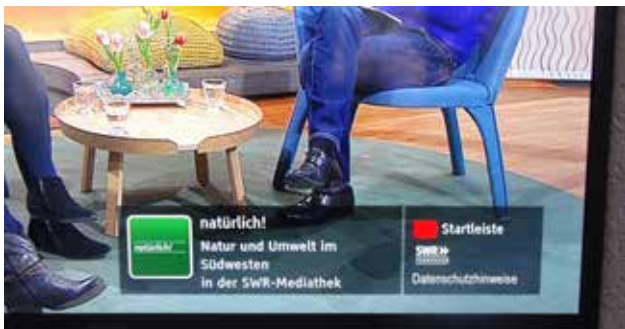 natürlich!
natürlich!
Natur und Umwelt im
Südwesten
in der SWR-Mediathek
Startleiste
SWR»
Datenschutzhinweise